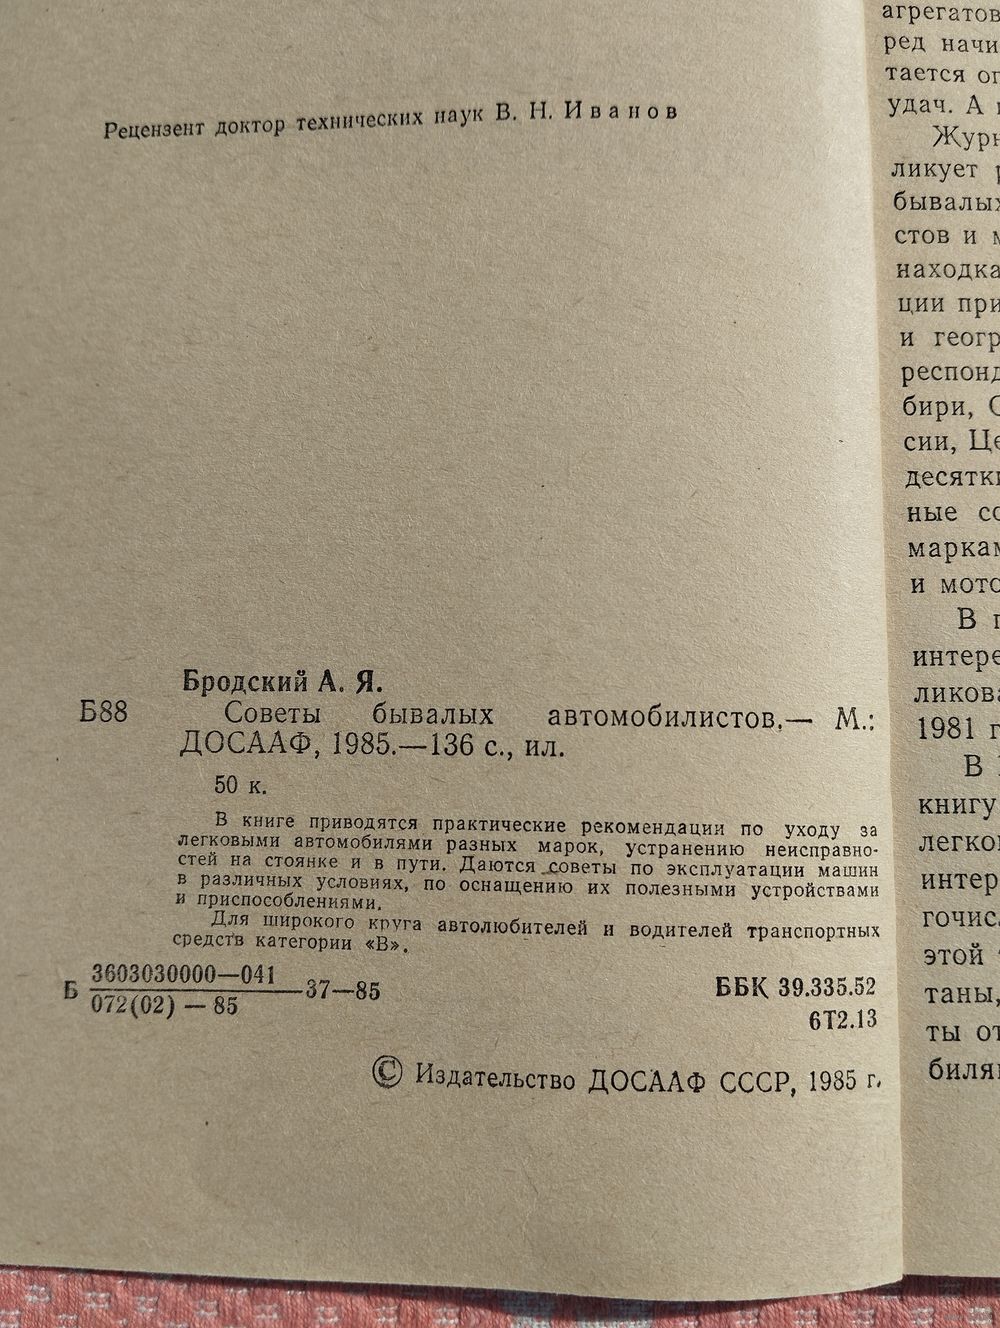 Рецензент доктор технических наук В. Н. Иванов
Бродский А. Я.
Б88 Советы бывалых автомобилистов.— М.:
ДОСААФ, 1985.—136 с., ил.
50 к.
В книге приводятся практические рекомендации по уходу за
легковыми автомобилями разных марок, устранению неисправно-
стей на стоянке и в пути. Даются советы по эксплуатации машин
в различных условиях, по оснащению их полезными устройствами
и приспособлениями.
Для широкого круга автолюбителей и водителей транспортных
средств категории «В».
Б 3603030000—041
072(02) — 85 —37—85
ББК 39.335.52
6Т2.13
© Издательство ДОСААФ СССР, 1985 г.
агрегатов
ред начи
тается
удач. А
ликует
бывалых
стов и
находка
ции при
и геогр
респонд
бири,
сии, Це
десятки
ные со
маркам
и мото
В
интере
ликова
1981 г
В
книгу
легко
интер
гочис
этой
таны,
ты от
биля